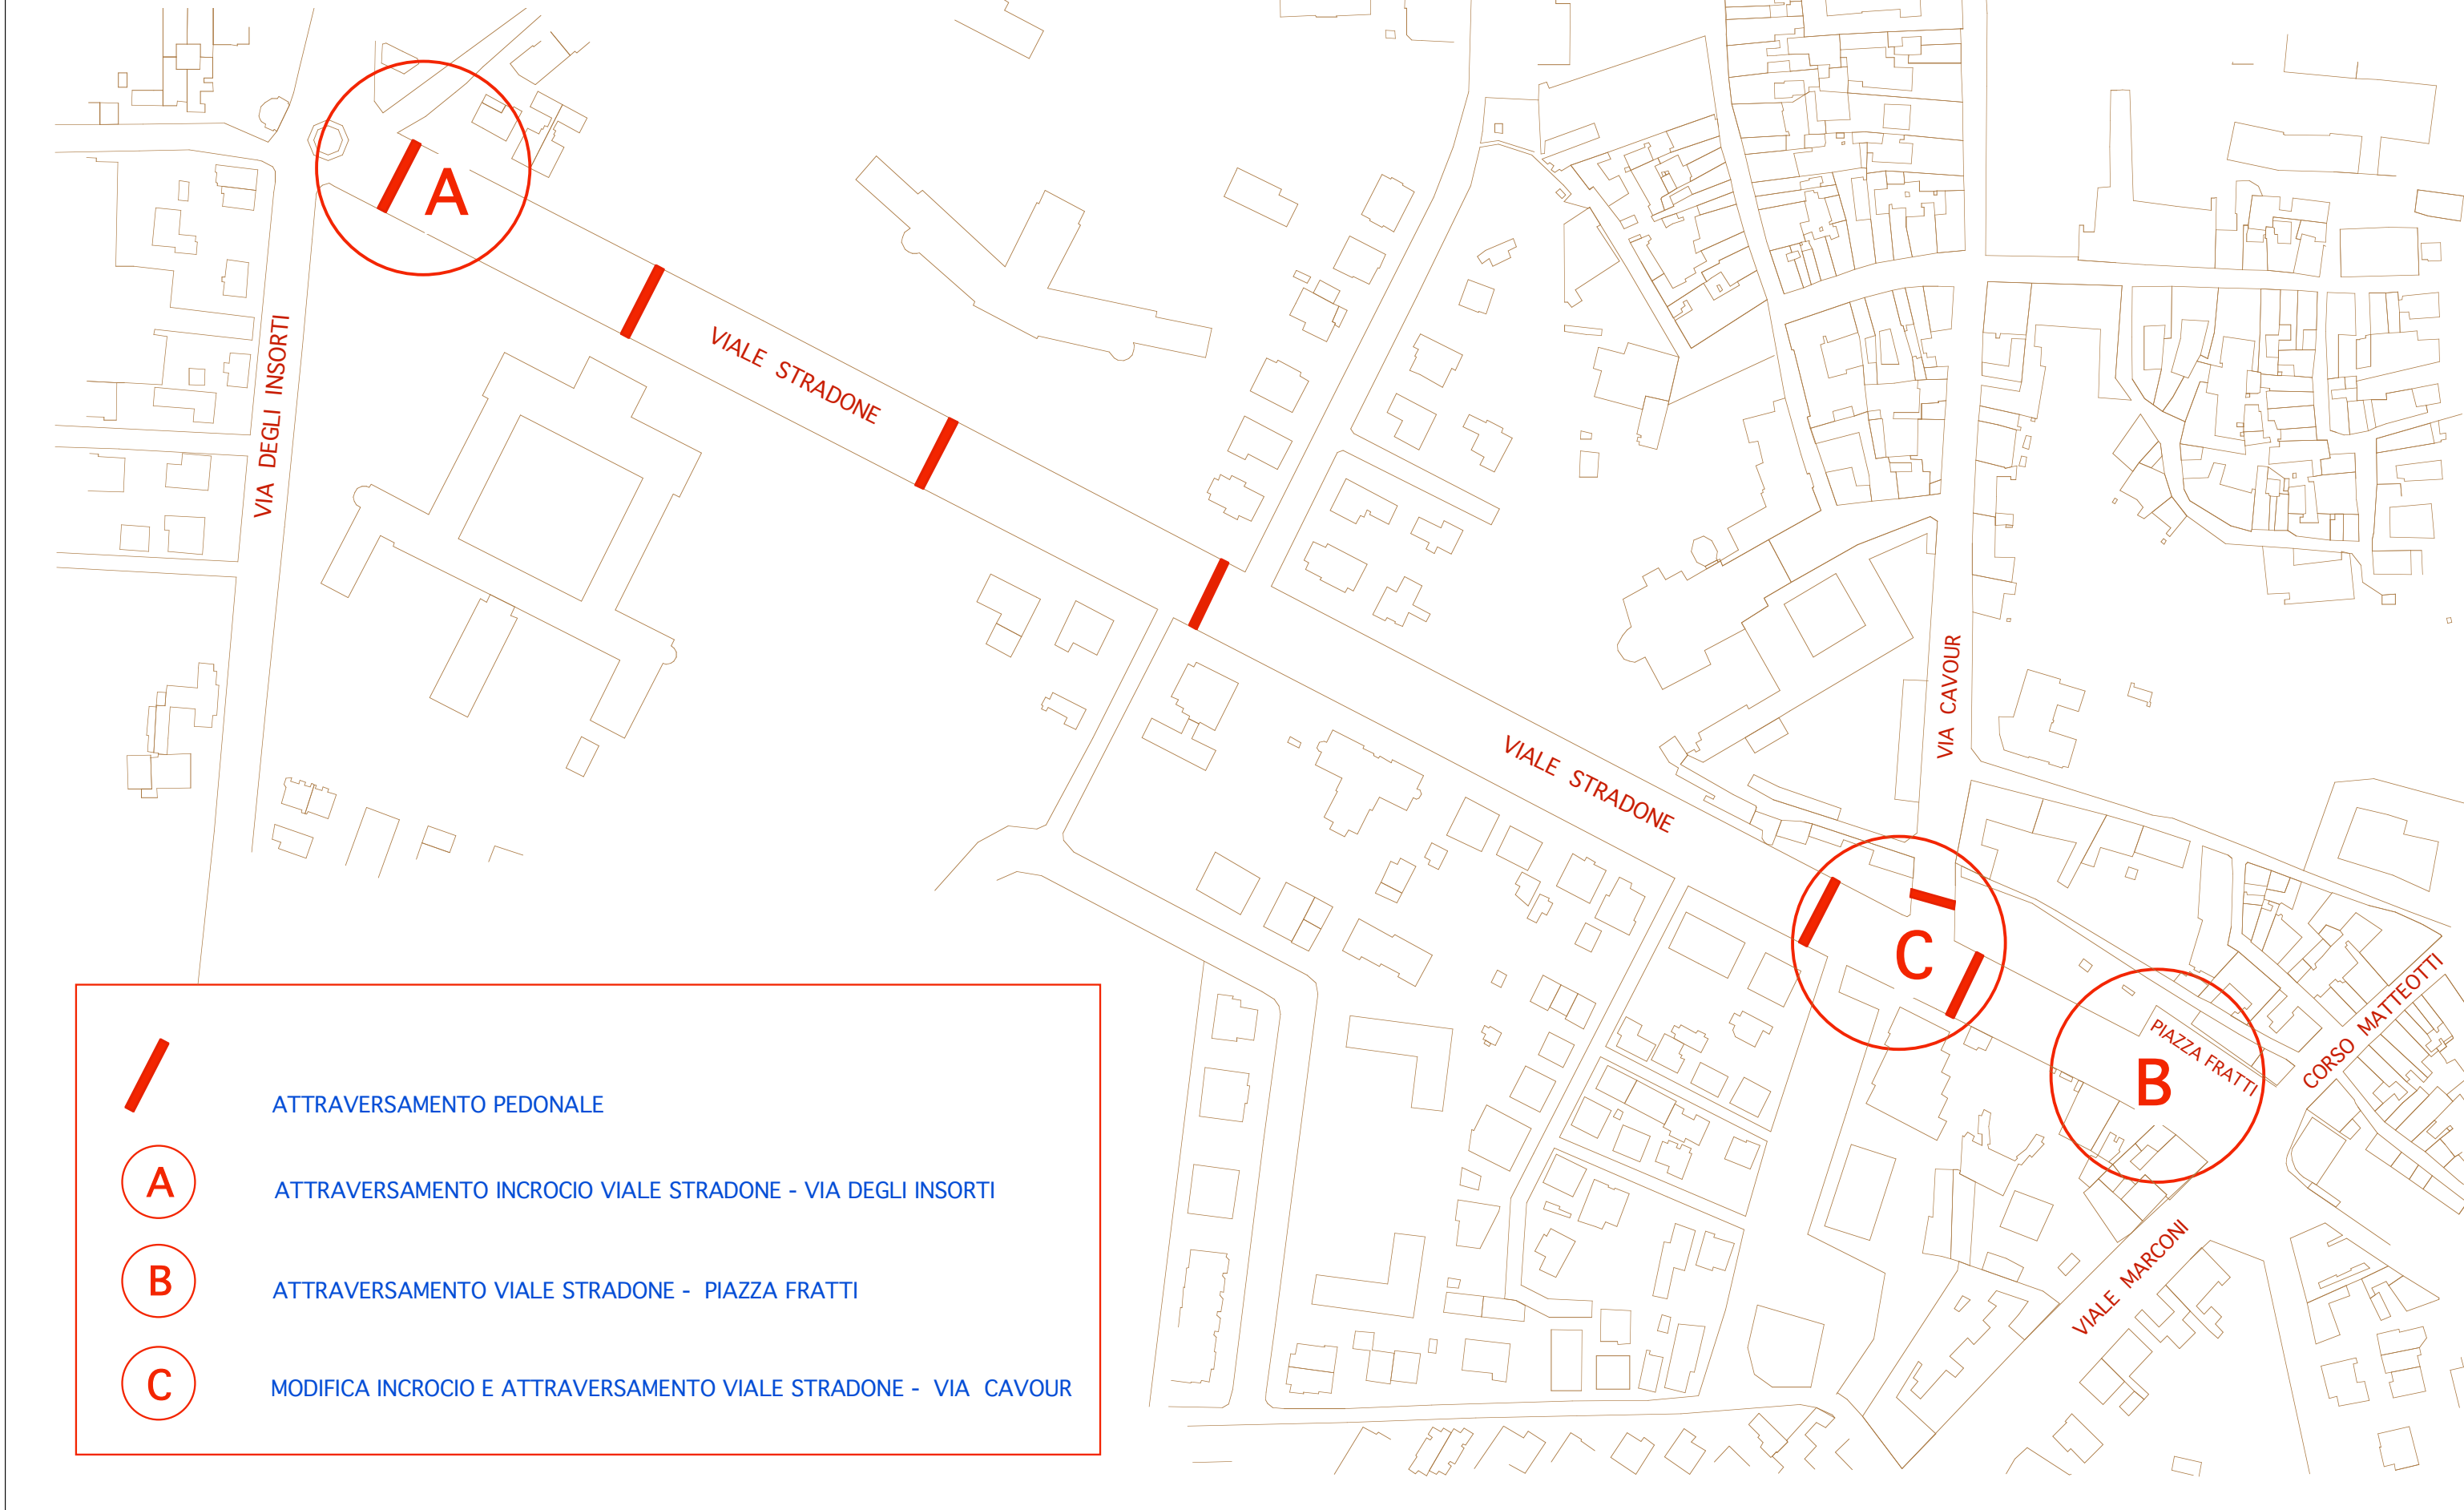 A
VIALE STRADONE
VIA DEGLI INSORTI
VIA CAVOUR
VIALE STRADONE
C
CORSO MATTEOTTI
PIAZZA FRATTI
B
VIALE MARCONI
ATTRAVERSAMENTO PEDONALE
A ATTRAVERSAMENTO INCROCIO VIALE STRADONE - VIA DEGLI INSORTI
B ATTRAVERSAMENTO VIALE STRADONE - PIAZZA FRATTI
C MODIFICA INCROCIO E ATTRAVERSAMENTO VIALE STRADONE - VIA CAVOUR